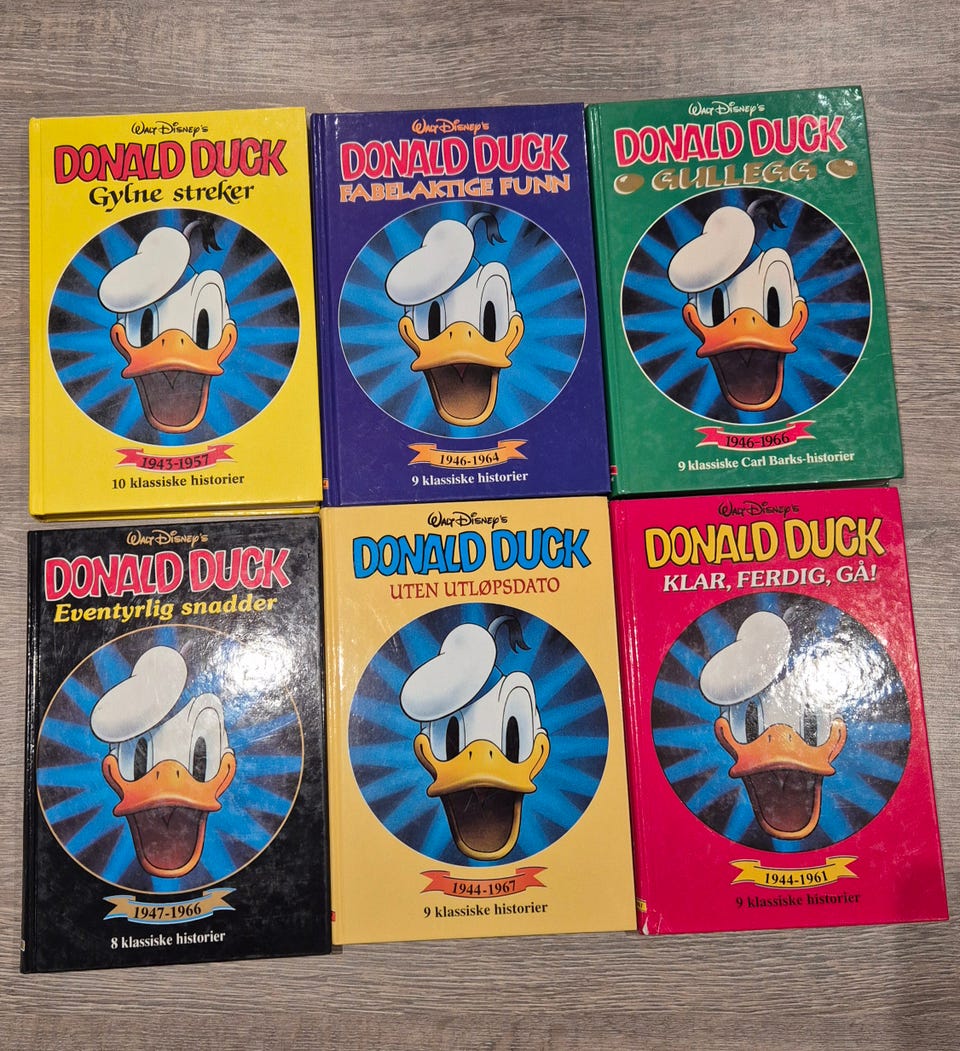 Walt Disney's
DONALD DUCK
Gylne streker
1943-1957
10 klassiske historier
Walt Disney's
DONALD DUCK
FABELAKTIGE FUNN
1946-1964
9 klassiske historier
Walt Disney's
DONALD DUCK
GULLEGG
1946-1966
9 klassiske Carl Barks-historier
Walt Disney's
DONALD DUCK
Eventyrlig snadder
1947-1966
8 klassiske historier
Walt Disney's
DONALD DUCK
UTEN UTLØPSDATO
1944-1967
9 klassiske historier
Walt Disney's
DONALD DUCK
KLAR, FERDIG, GÅ!
1944-1961
9 klassiske historier